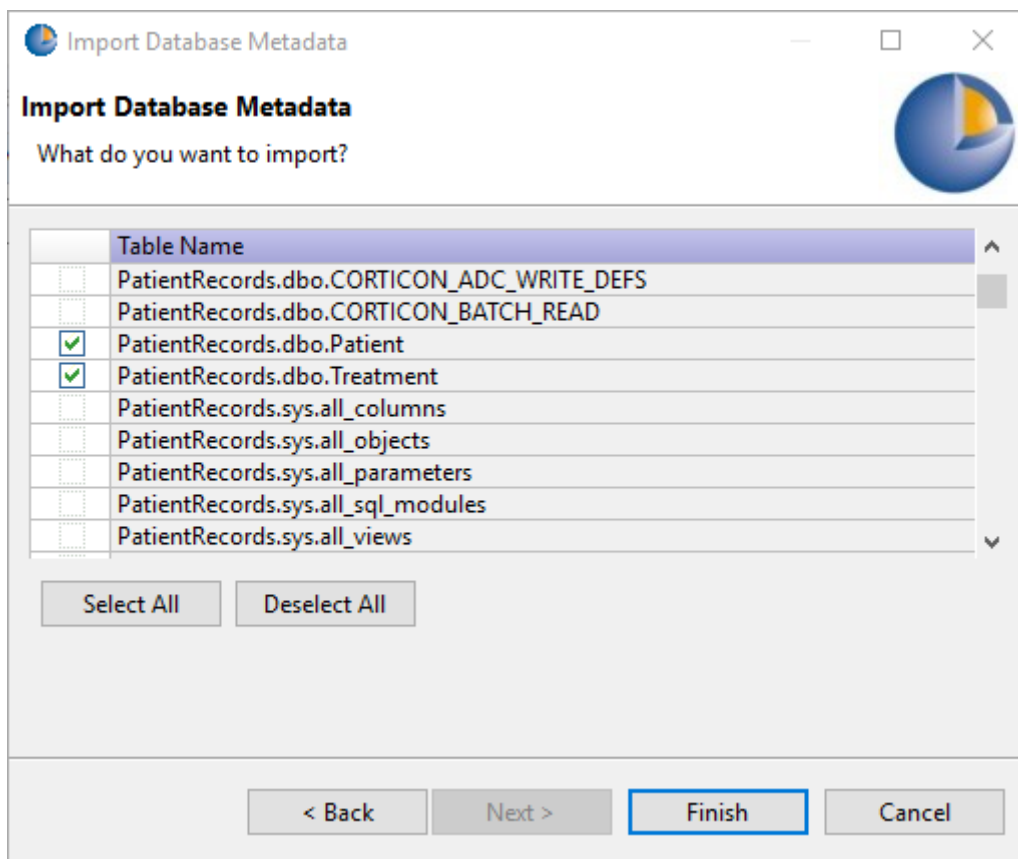 Import Database Metadata
Import Database Metadata
What do you want to import?
Table Name
PatientRecords.dbo.CORTICON_ADC_WRITE_DEFS
PatientRecords.dbo.CORTICON_BATCH_READ
PatientRecords.dbo.Patient
PatientRecords.dbo.Treatment
PatientRecords.sys.all_columns
PatientRecords.sys.all_objects
PatientRecords.sys.all_parameters
PatientRecords.sys.all_sql_modules
PatientRecords.sys.all_views
Select All Deselect All
< Back Next > Finish Cancel